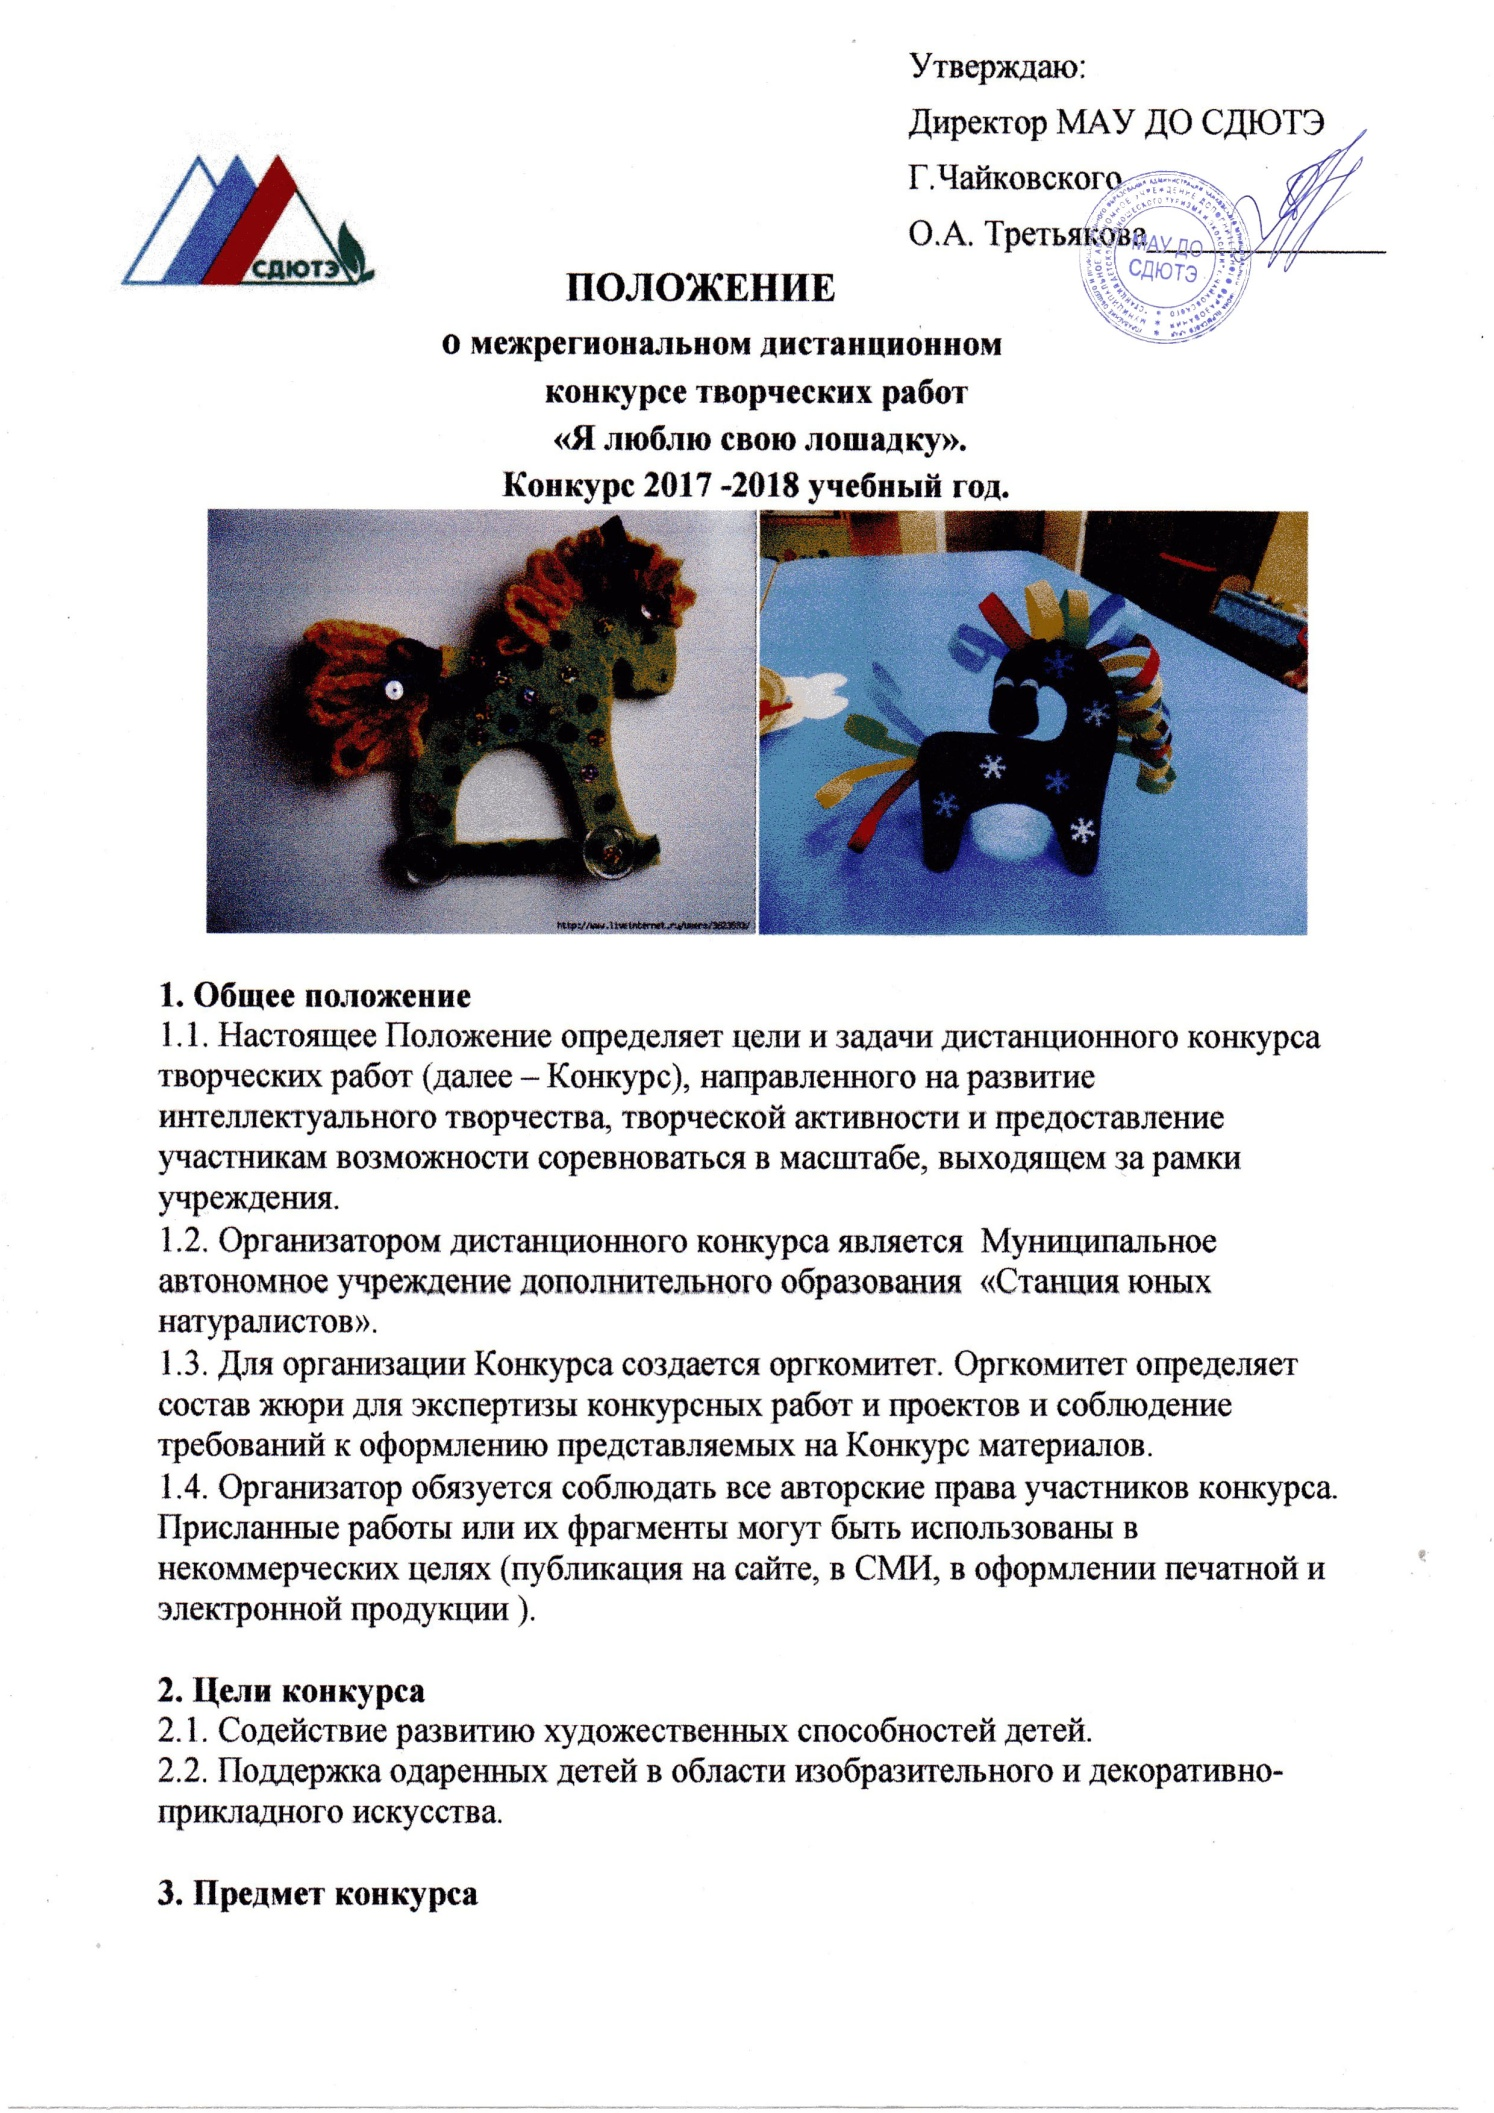 Утверждаю:
Директор МАУ ДО СДЮТЭ
Г.Чайковского
О.А. Третьякова
МАУ ДО
СДЮТЭ
СДЮТЭ
ПОЛОЖЕНИЕ
о межрегиональном дистанционном
конкурсе творческих работ
«Я люблю свою лошадку».
Конкурс 2017 -2018 учебный год.
1. Общее положение
1.1. Настоящее Положение определяет цели и задачи дистанционного конкурса
творческих работ (далее – Конкурс), направленного на развитие
интеллектуального творчества, творческой активности и предоставление
участникам возможности соревноваться в масштабе, выходящем за рамки
учреждения.
1.2. Организатором дистанционного конкурса является  Муниципальное
автономное учреждение дополнительного образования  «Станция юных
натуралистов».
1.3. Для организации Конкурса создается оргкомитет. Оргкомитет определяет
состав жюри для экспертизы конкурсных работ и проектов и соблюдение
требований к оформлению представляемых на Конкурс материалов.
1.4. Организатор обязуется соблюдать все авторские права участников конкурса.
Присланные работы или их фрагменты могут быть использованы в
некоммерческих целях (публикация на сайте, в СМИ, в оформлении печатной и
электронной продукции ).
2. Цели конкурса
2.1. Содействие развитию художественных способностей детей.
2.2. Поддержка одаренных детей в области изобразительного и декоративно-
прикладного искусства.
3. Предмет конкурса